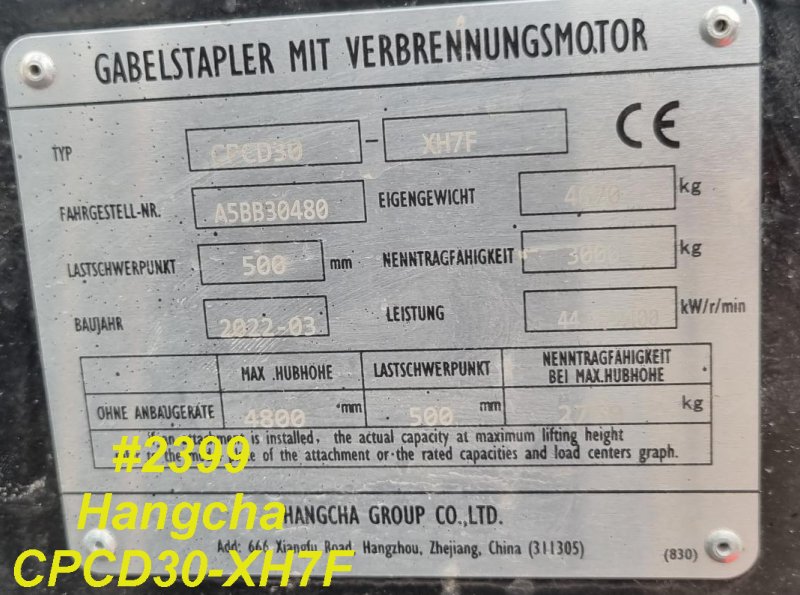 GABELSTAPLER MIT VERBRENNUNGSMOTOR
TYP CPCD30 - XH7F CE
FAHRGESTELL-NR. A5BB30480 EIGENGEWICHT kg
LASTSCHWERPUNKT 500 mm NENNTRAGFÄHIGKEIT 3000 kg
BAUJAHR 2022-03 LEISTUNG kW/r/min
MAX .HUBHÖHE LASTSCHWERPUNKT NENNTRAGFÄHIGKEIT
BEI MAX.HUBHÖHE
OHNE ANBAUGERÄTE 4800 mm 500 mm kg
is installed, the actual capacity at maximum lifting height
of the attachment or the rated capacities and load centers graph.
#2399
Hangcha
CPCD30-XH7F
HANGCHA GROUP CO.,LTD.
Add: 666 Xiangfu Road, Hangzhou, Zhejiang, China (311305)
(830)